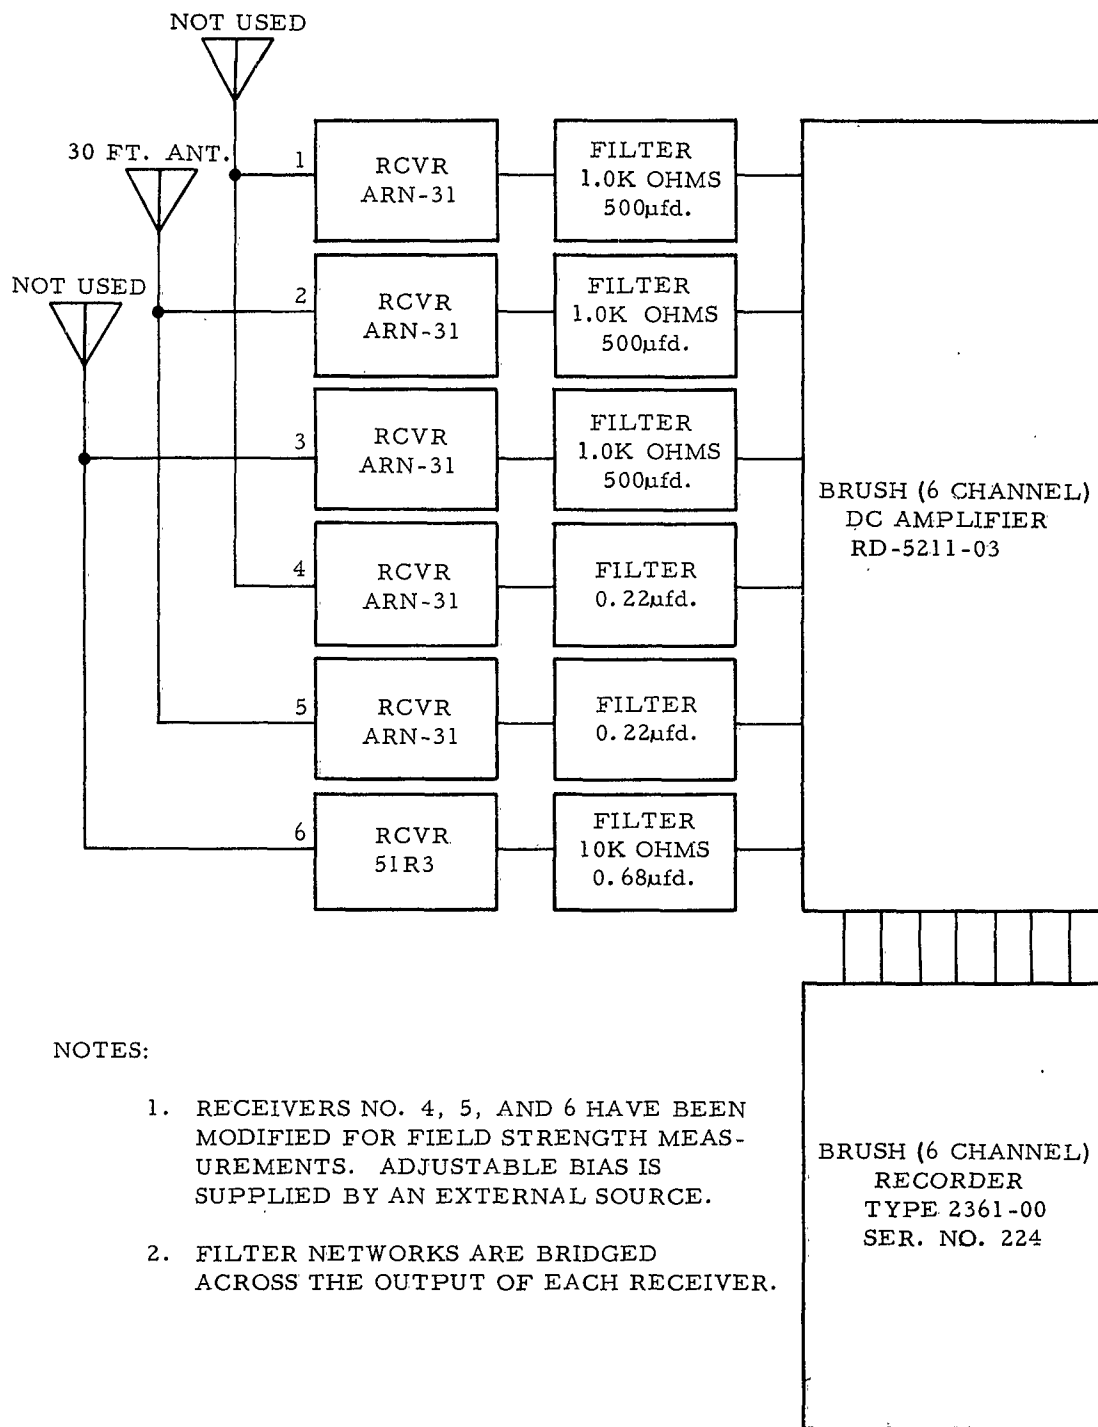 NOT USED
30 FT. ANT.
NOT USED
1
RCVR
ARN-31
FILTER
1.0K OHMS
500µfd.
2
RCVR
ARN-31
FILTER
1.0K OHMS
500µfd.
3
RCVR
ARN-31
FILTER
1.0K OHMS
500µfd.
4
RCVR
ARN-31
FILTER
0.22µfd.
5
RCVR
ARN-31
FILTER
0.22µfd.
6
RCVR
51R3
FILTER
10K OHMS
0.68µfd.
BRUSH (6 CHANNEL)
DC AMPLIFIER
RD-5211-03
BRUSH (6 CHANNEL)
RECORDER
TYPE 2361-00
SER. NO. 224
NOTES:
1. RECEIVERS NO. 4, 5, AND 6 HAVE BEEN
MODIFIED FOR FIELD STRENGTH MEAS-
UREMENTS. ADJUSTABLE BIAS IS
SUPPLIED BY AN EXTERNAL SOURCE.
2. FILTER NETWORKS ARE BRIDGED
ACROSS THE OUTPUT OF EACH RECEIVER.